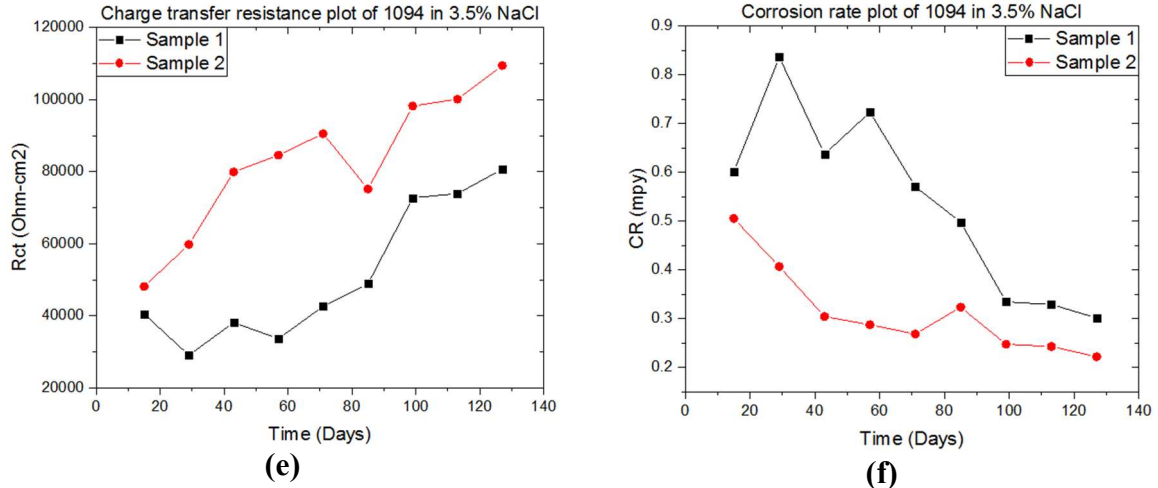 Charge transfer resistance plot of 1094 in 3.5% NaCl
120000
100000
80000
60000
40000
20000
Rct (Ohm-cm2)
Sample 1
Sample 2
0 20 40 60 80 100 120 140
Time (Days)
(e)
Corrosion rate plot of 1094 in 3.5% NaCl
0.9
0.8
0.7
0.6
0.5
0.4
0.3
0.2
CR (mpy)
Sample 1
Sample 2
0 20 40 60 80 100 120 140
Time (Days)
(f)